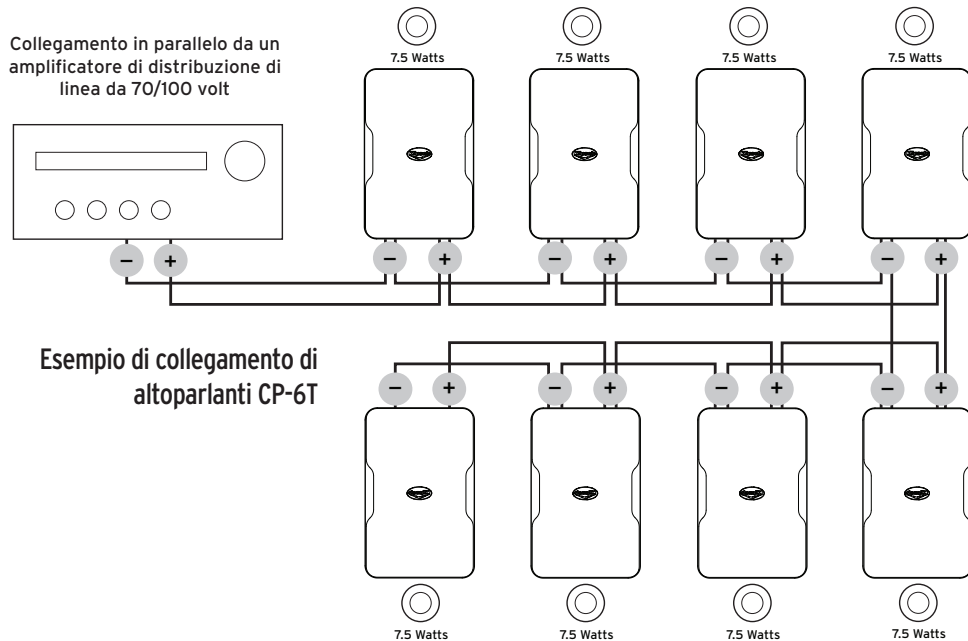 Collegamento in parallelo da un
amplificatore di distribuzione di
linea da 70/100 volt
7.5 Watts
7.5 Watts
7.5 Watts
7.5 Watts
− + − + − + − + − +
Esempio di collegamento di
altoparlanti CP-6T
− + − + − + − +
7.5 Watts
7.5 Watts
7.5 Watts
7.5 Watts